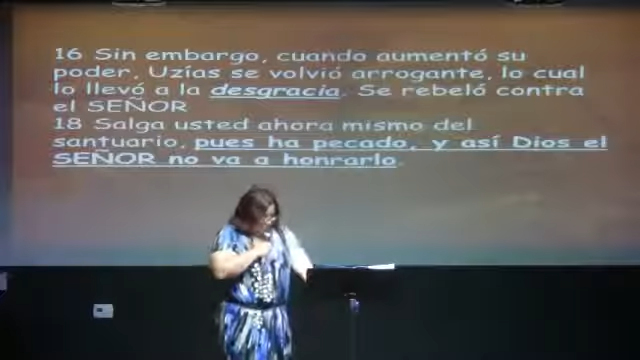 16 Sin embargo, cuando aumentó su
poder, Uzías se volvió arrogante, lo cual
lo llevó a la desgracia. Se rebeló contra
el SEÑOR
18 Salga usted ahora mismo del
santuario, pues ha pecado, y así Dios el
SEÑOR no va a honrarlo.